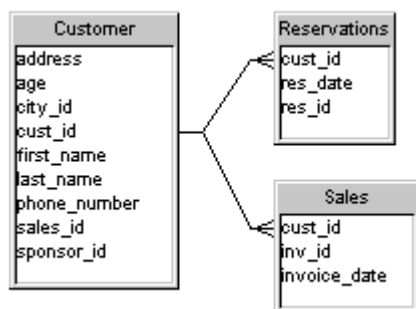 Customer
address
age
city_id
cust_id
first_name
last_name
phone_number
sales_id
sponsor_id
Reservations
cust_id
res_date
res_id
Sales
cust_id
inv_id
invoice_date